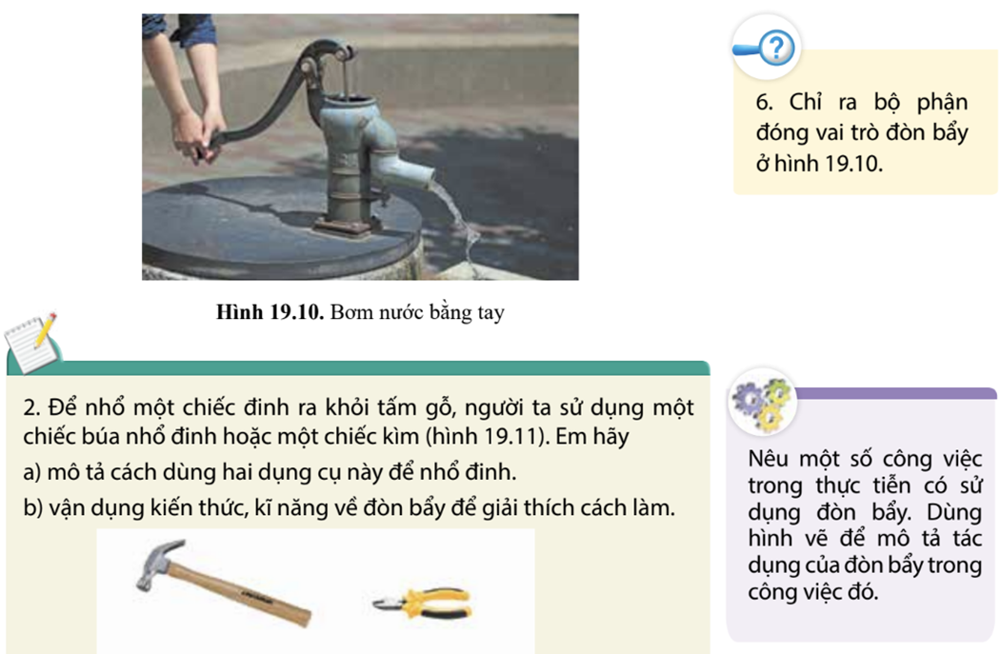 ?
6. Chỉ ra bộ phận
đóng vai trò đòn bẩy
ở hình 19.10.
Hình 19.10. Bơm nước bằng tay
2. Để nhổ một chiếc đinh ra khỏi tấm gỗ, người ta sử dụng một
chiếc búa nhổ đinh hoặc một chiếc kìm (hình 19.11). Em hãy
a) mô tả cách dùng hai dụng cụ này để nhổ đinh.
b) vận dụng kiến thức, kĩ năng về đòn bẩy để giải thích cách làm.
Nêu một số công việc
trong thực tiễn có sử
dụng đòn bẩy. Dùng
hình vẽ để mô tả tác
dụng của đòn bẩy trong
công việc đó.